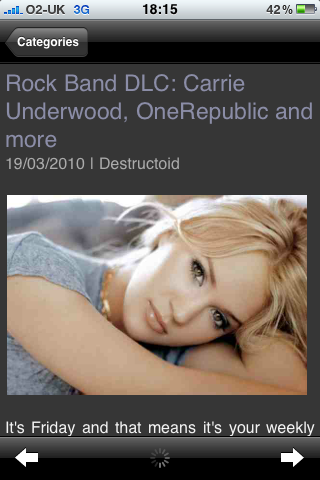 O2-UK 3G 18:15 42%
Categories
Rock Band DLC: Carrie
Underwood, OneRepublic and
more
19/03/2010 | Destructoid
It's Friday and that means it's your weekly